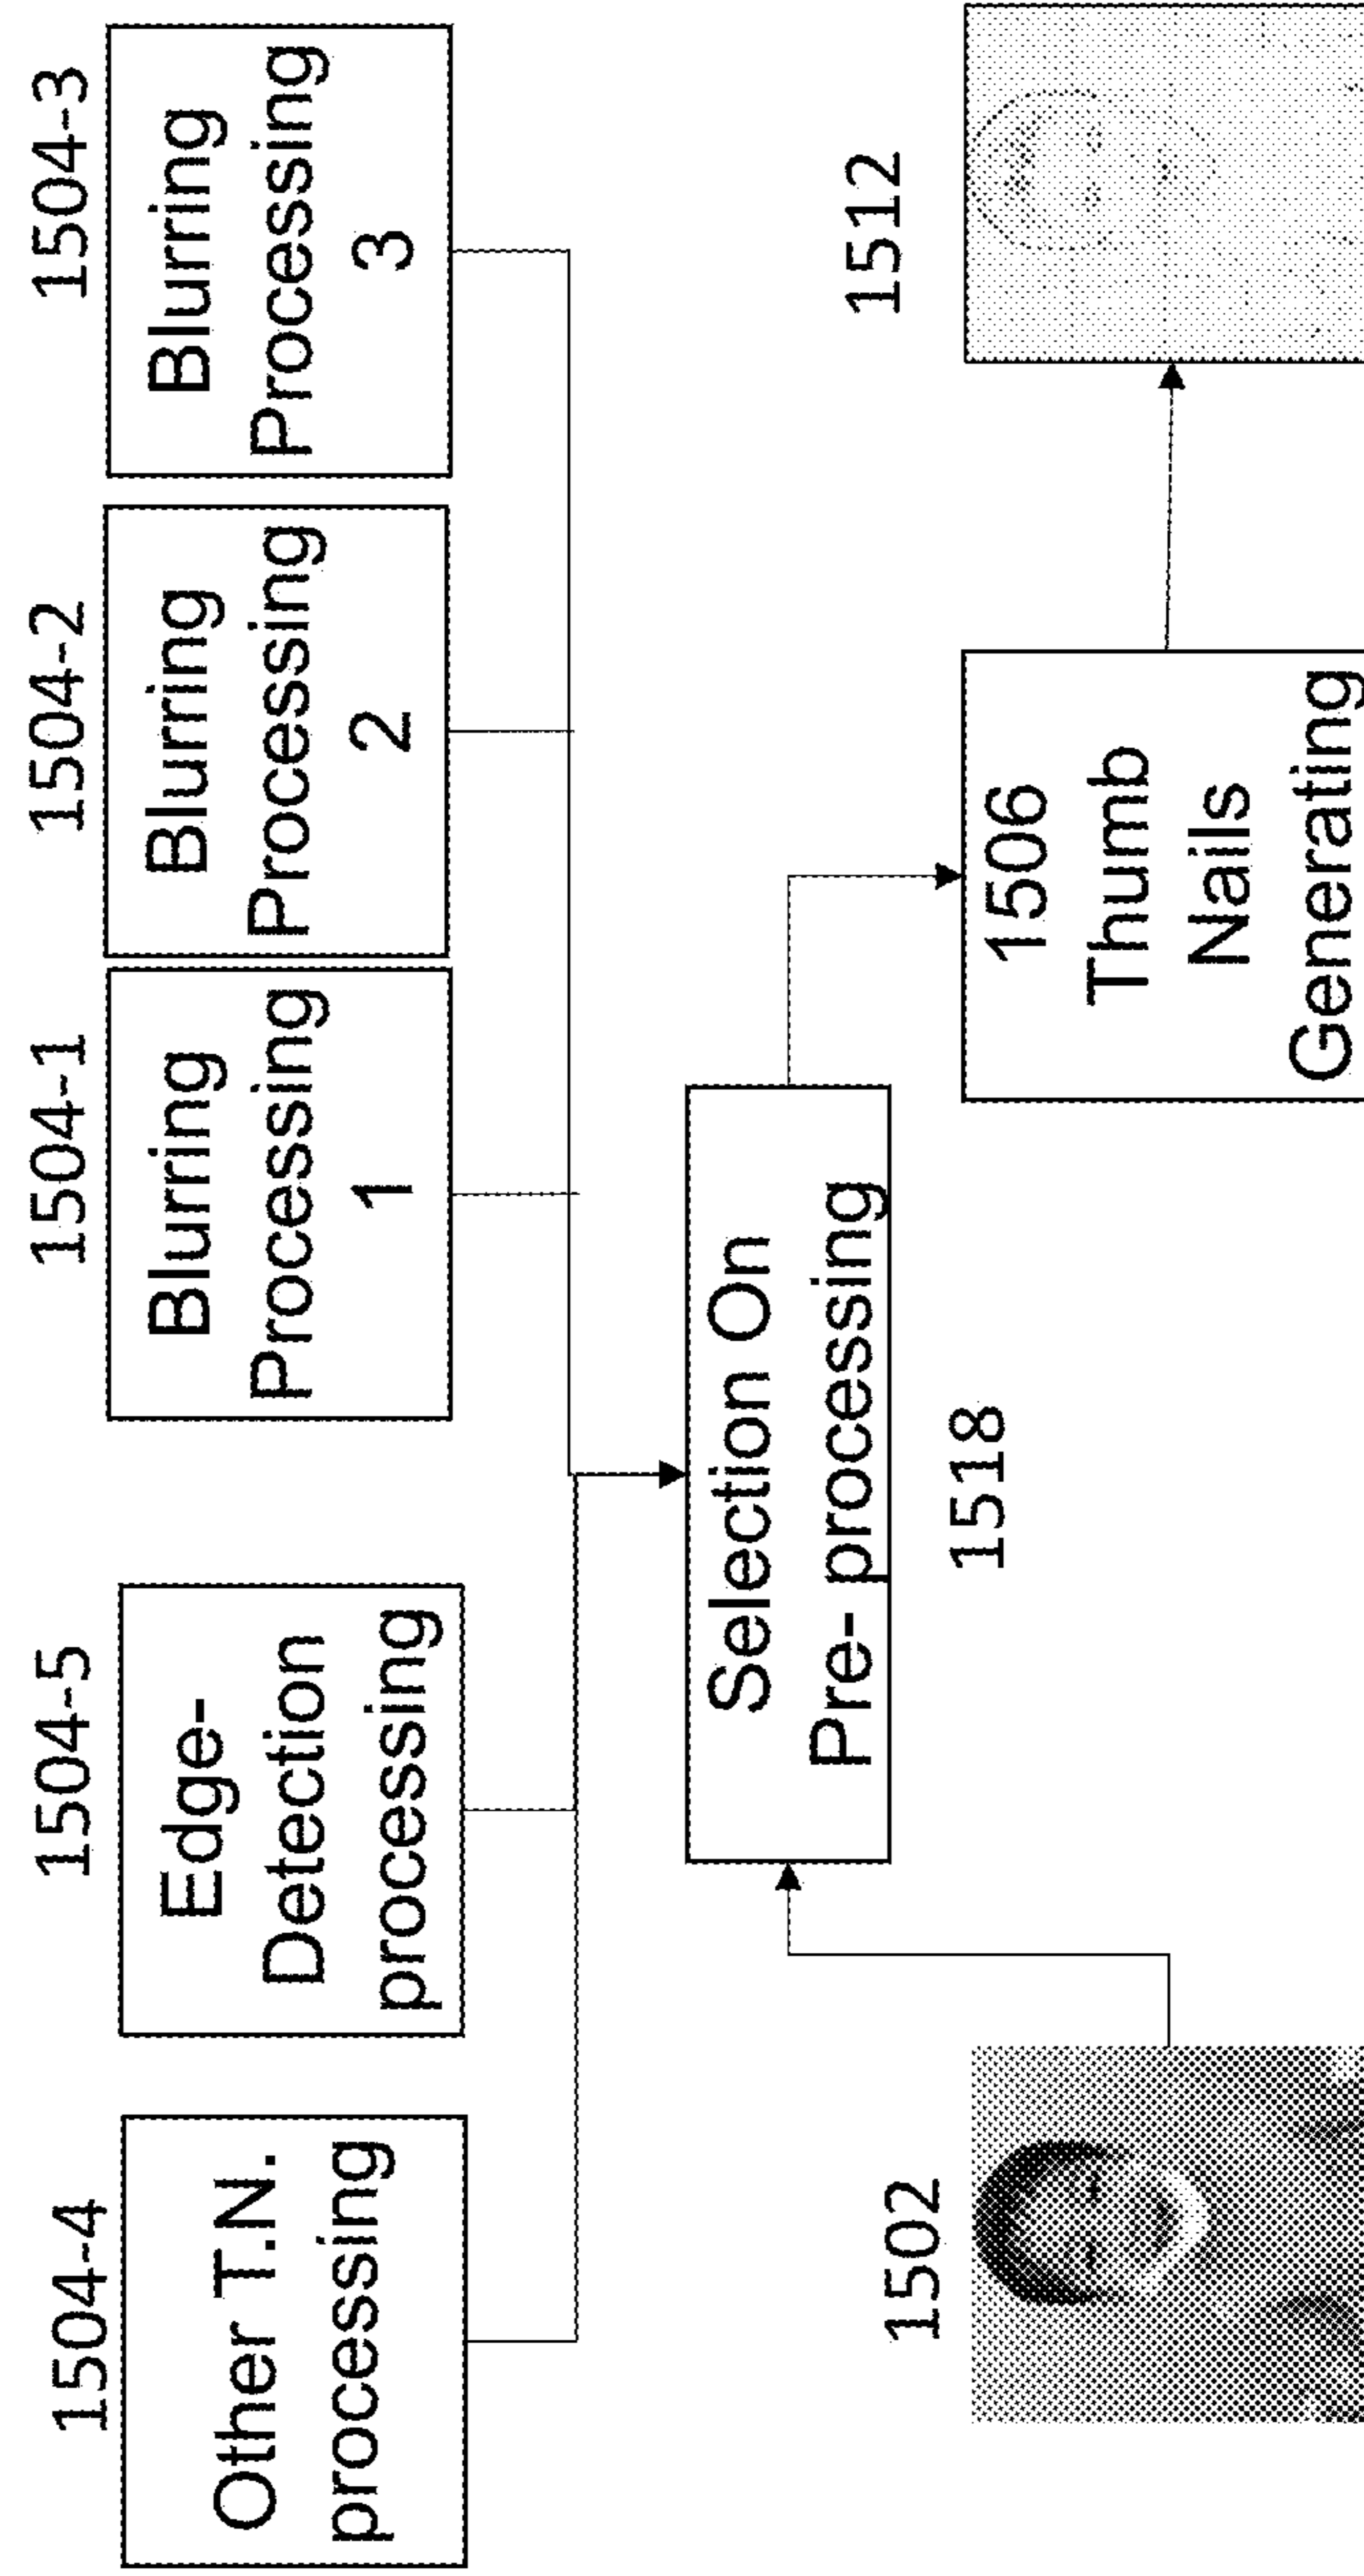 1504-4
Other T.N.
processing
1504-5
Edge-
Detection
processing
1504-1
Blurring
Processing
1
1504-2
Blurring
Processing
2
1504-3
Blurring
Processing
3
Selection On
Pre- processing
1518
1502
1506
Thumb
Nails
Generating
1512